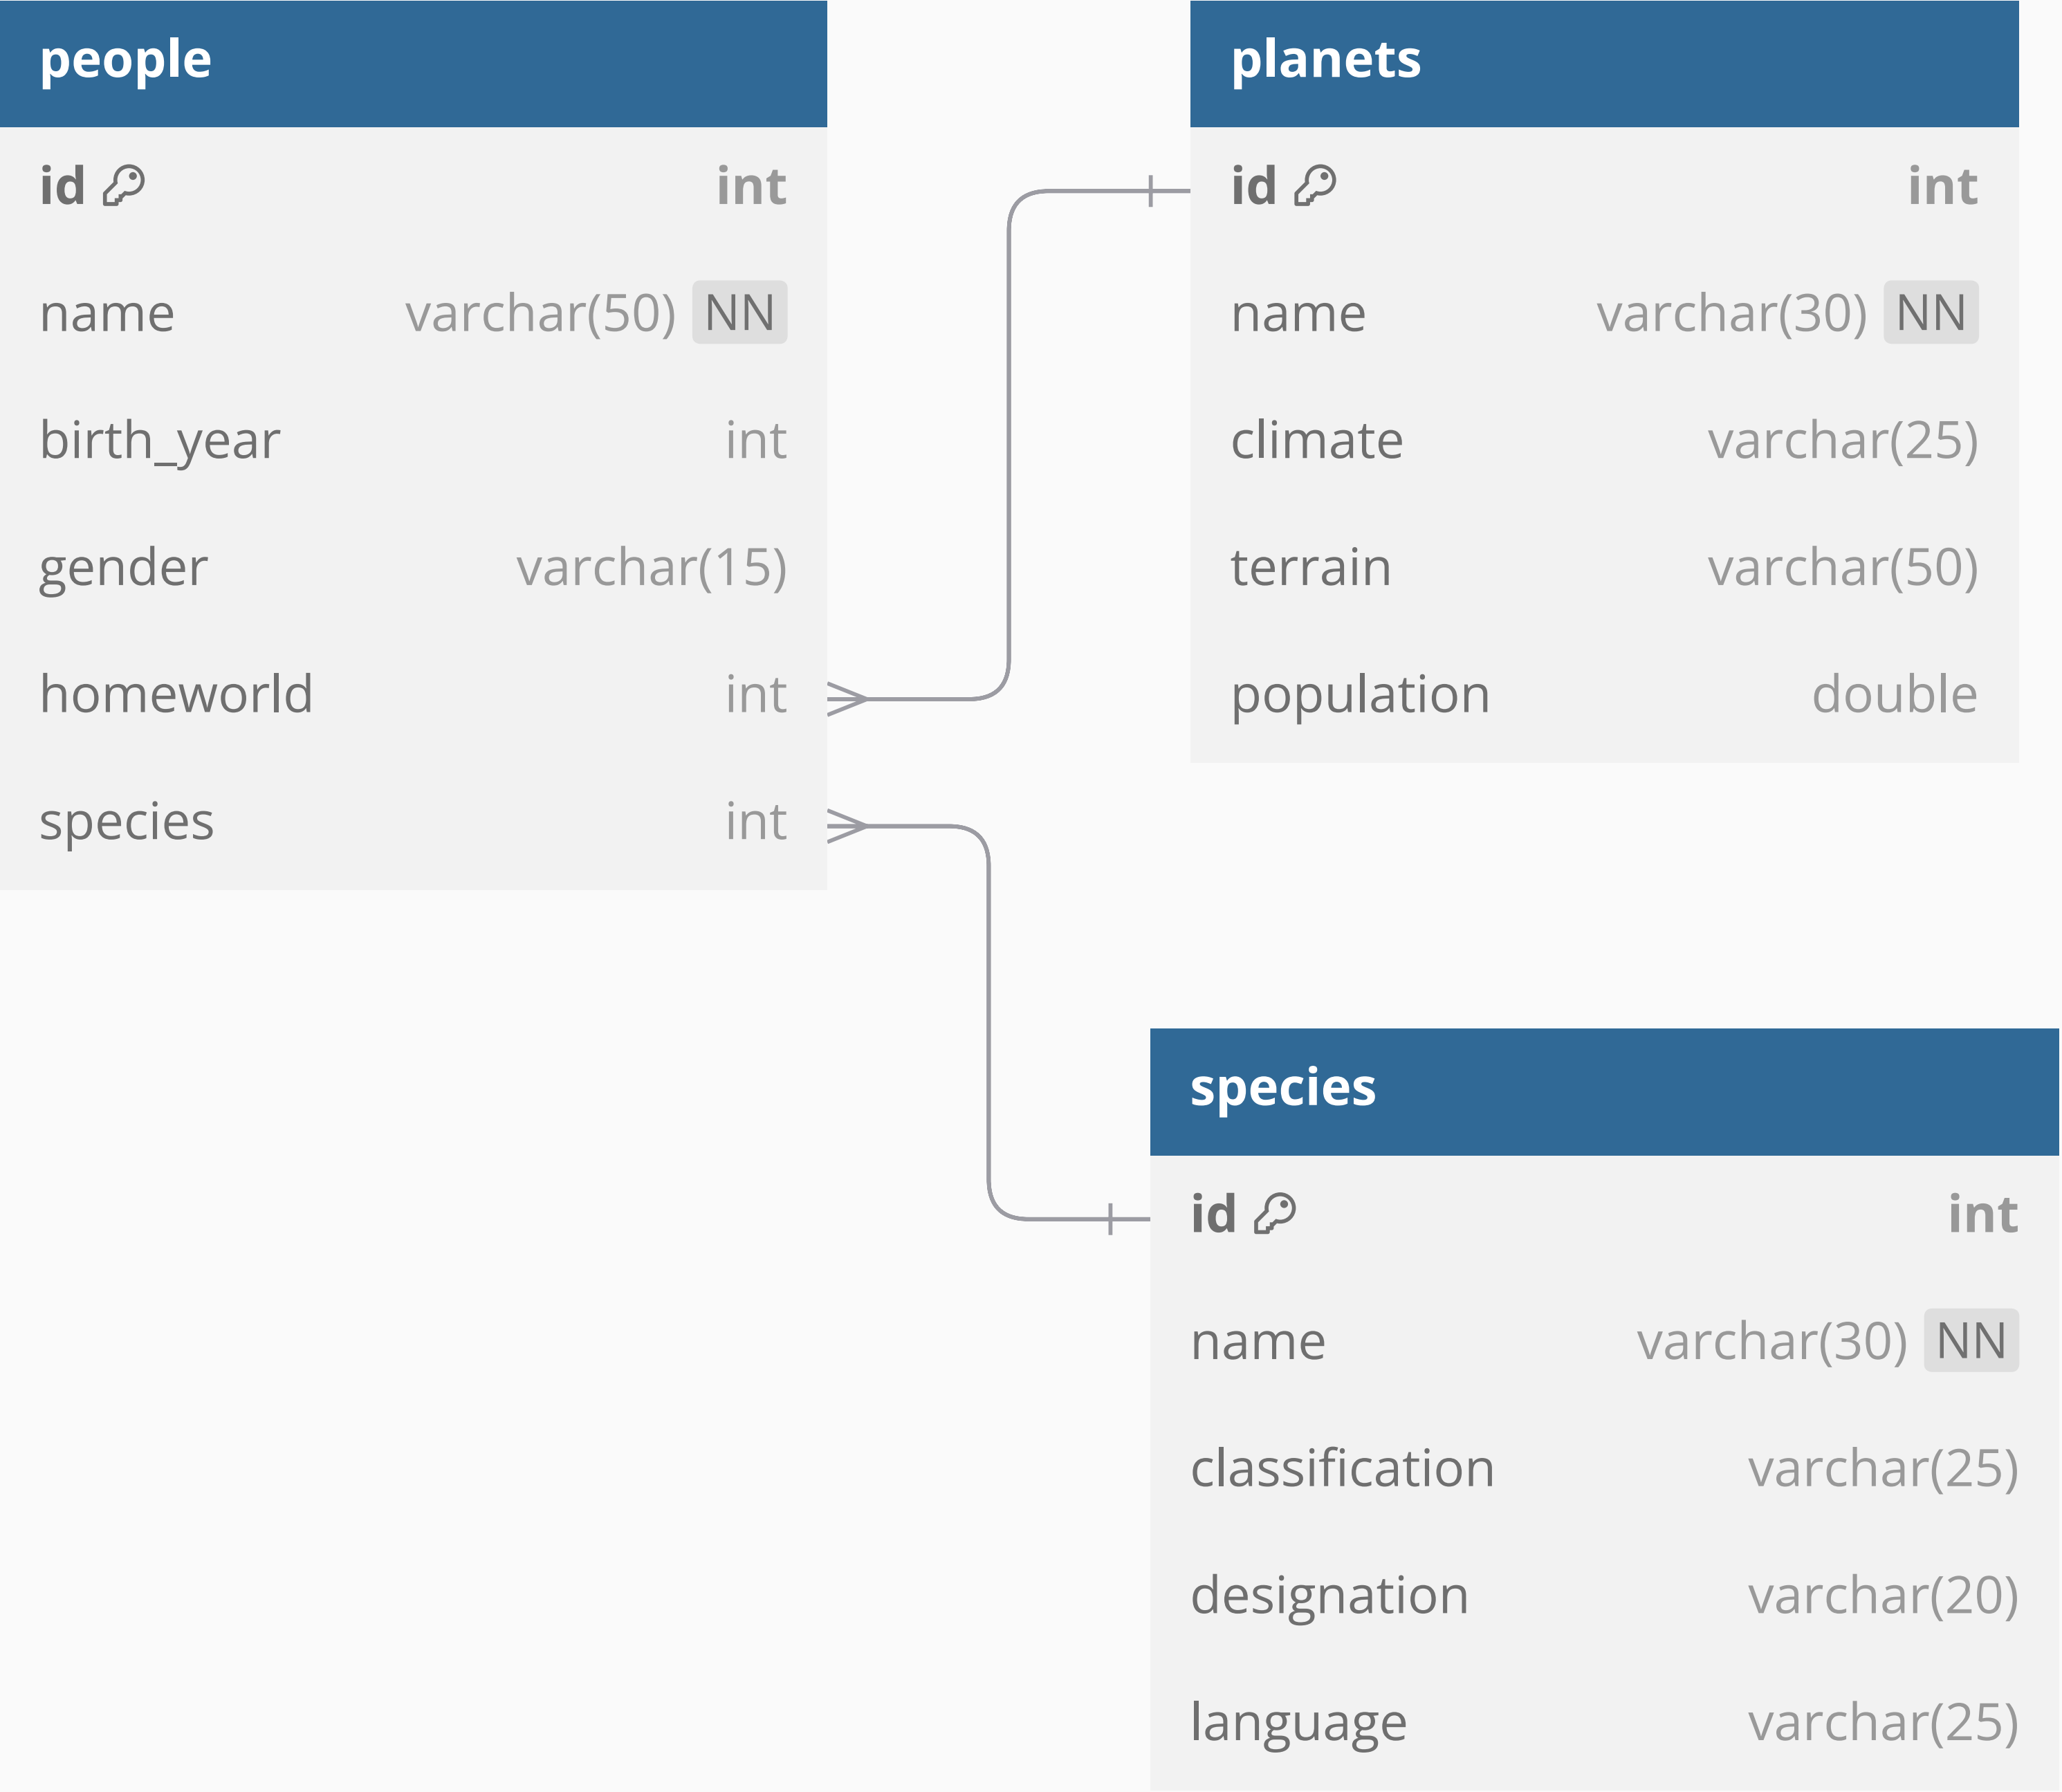 people
id int
name varchar(50) NN
birth_year int
gender varchar(15)
homeworld int
species int
planets
id int
name varchar(30) NN
climate varchar(25)
terrain varchar(50)
population double
species
id int
name varchar(30) NN
classification varchar(25)
designation varchar(20)
language varchar(25)